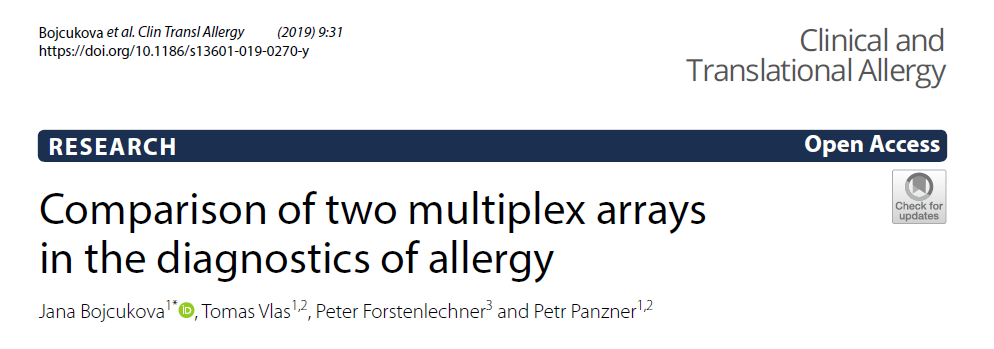 Bojcukova et al. Clin Transl Allergy (2019) 9:31
https://doi.org/10.1186/s13601-019-0270-y
Clinical and
Translational Allergy
RESEARCH
Open Access
Check for
updates
Comparison of two multiplex arrays
in the diagnostics of allergy
Jana Bojcukova1*iD, Tomas Vlas1,2, Peter Forstenlechner3 and Petr Panzner1,2